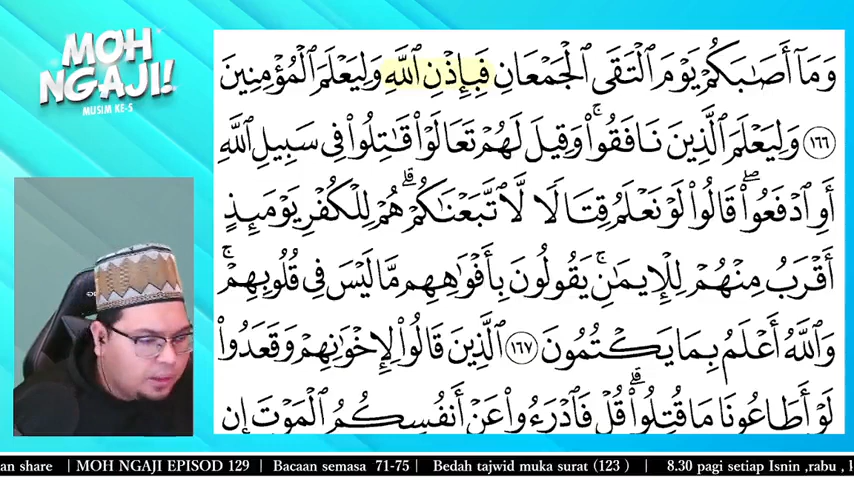 MOH
NGAJI!
MUSIM KE-5
وَمَآ أَصَٰبَكُمْ يَوْمَ ٱلْتَقَى ٱلْجَمْعَانِ فَبِإِذْنِ ٱللَّهِ وَلِيَعْلَمَ ٱلْمُؤْمِنِينَ
١٦٦ وَلِيَعْلَمَ ٱلَّذِينَ نَافَقُوا۟ۚ وَقِيلَ لَهُمْ تَعَالَوْا۟ قَٰتِلُوا۟ فِى سَبِيلِ ٱللَّهِ
أَوِ ٱدْفَعُوا۟ۖ قَالُوا۟ لَوْ نَعْلَمُ قِتَالًا لَّٱتَّبَعْنَٰكُمْۗ هُمْ لِلْكُفْرِ يَوْمَئِذٍ
أَقْرَبُ مِنْهُمْ لِلْإِيمَٰنِۚ يَقُولُونَ بِأَفْوَٰهِهِم مَّا لَيْسَ فِى قُلُوبِهِمْۚ
وَٱللَّهُ أَعْلَمُ بِمَا يَكْتُمُونَ ١٦٧ ٱلَّذِينَ قَالُوا۟ لِإِخْوَٰنِهِمْ وَقَعَدُوا۟
لَوْ أَطَاعُونَا مَا قُتِلُوا۟ۗ قُلْ فَٱدْرَءُوا۟ عَنْ أَنفُسِكُمُ ٱلْمَوْتَ إِن
an share | MOH NGAJI EPISOD 129 | Bacaan semasa 71-75 | Bedah tajwid muka surat (123 ) | 8.30 pagi setiap Isnin ,rabu ,